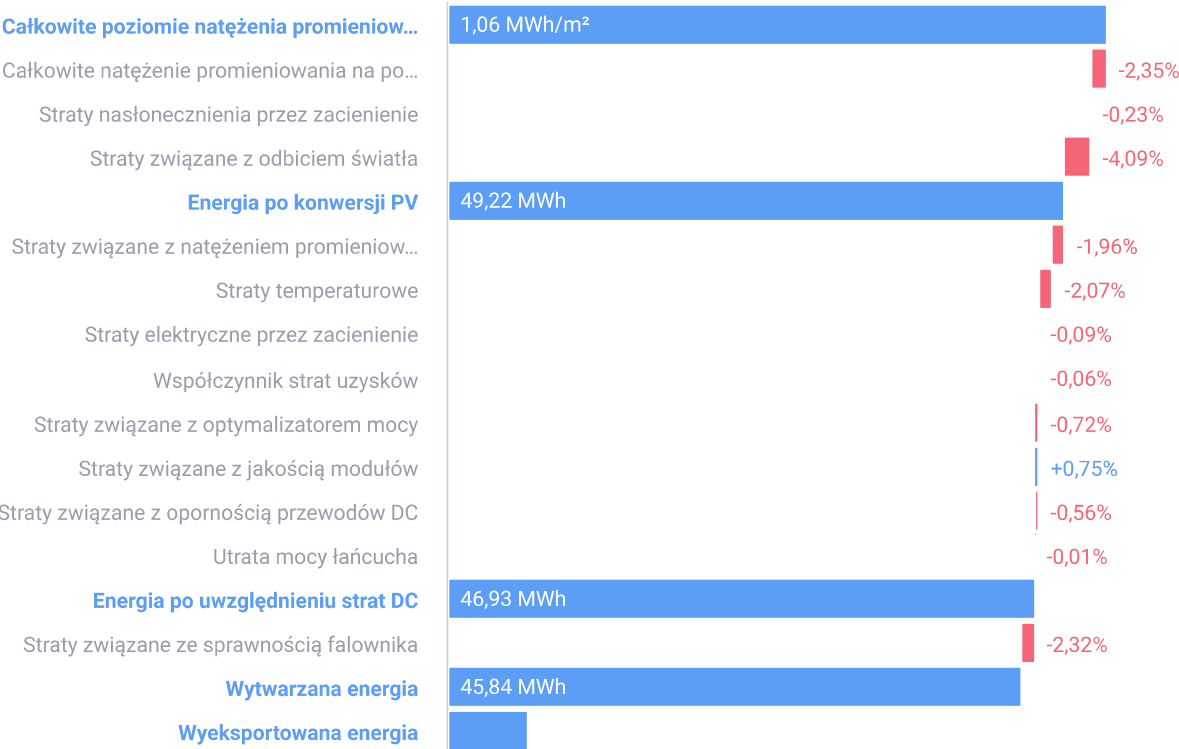 Całkowite poziomie natężenia promieniow... 1,06 MWh/m²
Całkowite natężenie promieniowania na po... -2,35%
Straty nasłonecznienia przez zacienienie -0,23%
Straty związane z odbiciem światła -4,09%
Energia po konwersji PV 49,22 MWh
Straty związane z natężeniem promieniow... -1,96%
Straty temperaturowe -2,07%
Straty elektryczne przez zacienienie -0,09%
Współczynnik strat uzysków -0,06%
Straty związane z optymalizatorem mocy -0,72%
Straty związane z jakością modułów +0,75%
Straty związane z opornością przewodów DC -0,56%
Utrata mocy łańcucha -0,01%
Energia po uwzględnieniu strat DC 46,93 MWh
Straty związane ze sprawnością falownika -2,32%
Wytwarzana energia 45,84 MWh
Wyeksportowana energia